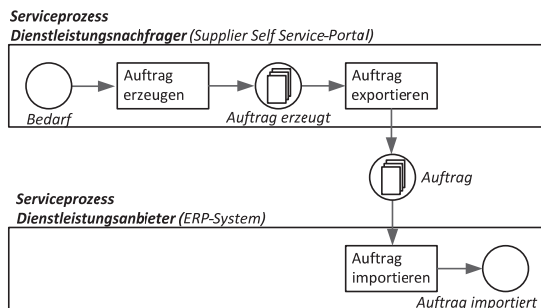 Serviceprozess
Dienstleistungsnachfrager (Supplier Self Service-Portal)
Auftrag
erzeugen
Auftrag
exportieren
Bedarf
Auftrag erzeugt
Auftrag
Serviceprozess
Dienstleistungsanbieter (ERP-System)
Auftrag
importieren
Auftrag importiert